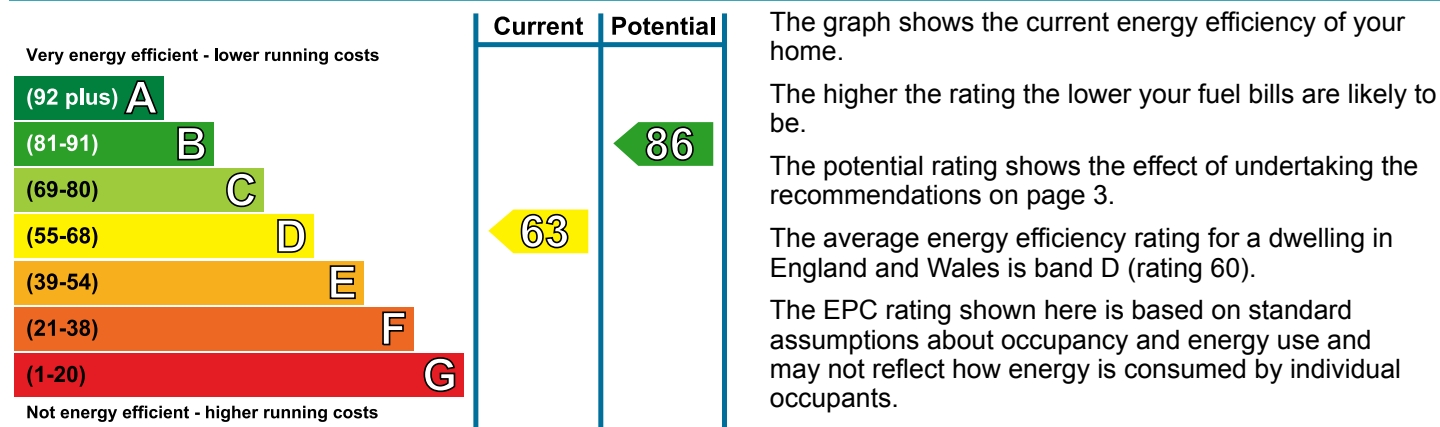 Current Potential
Very energy efficient - lower running costs
(92 plus) A
(81-91) B
86
(69-80) C
(55-68) D
63
(39-54) E
(21-38) F
(1-20) G
Not energy efficient - higher running costs
The graph shows the current energy efficiency of your
home.
The higher the rating the lower your fuel bills are likely to
be.
The potential rating shows the effect of undertaking the
recommendations on page 3.
The average energy efficiency rating for a dwelling in
England and Wales is band D (rating 60).
The EPC rating shown here is based on standard
assumptions about occupancy and energy use and
may not reflect how energy is consumed by individual
occupants.